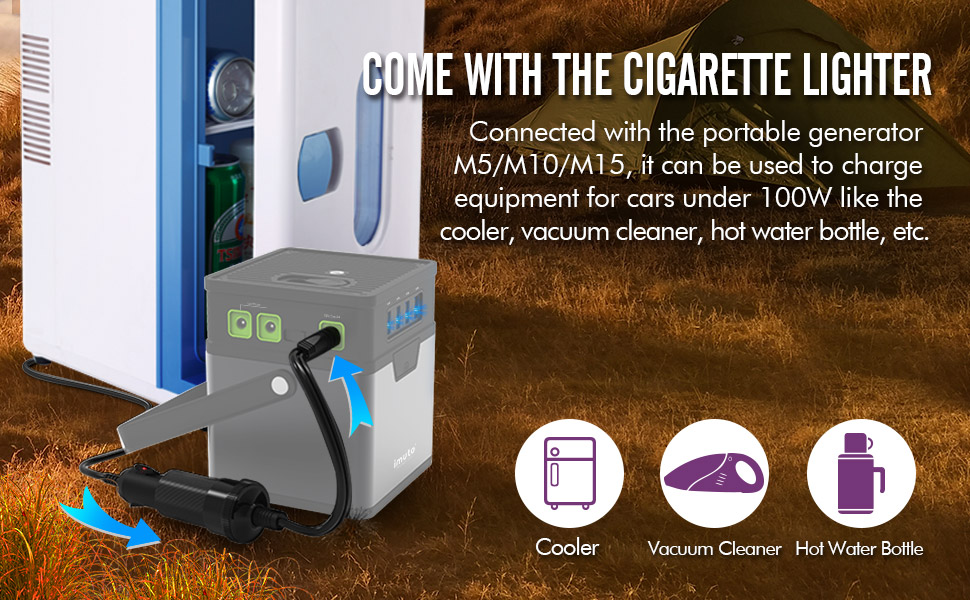 COME WITH THE CIGARETTE LIGHTER
Connected with the portable generator
M5/M10/M15, it can be used to charge
equipment for cars under 100W like the
cooler, vacuum cleaner, hot water bottle, etc.
imuto
Cooler
Vacuum Cleaner
Hot Water Bottle